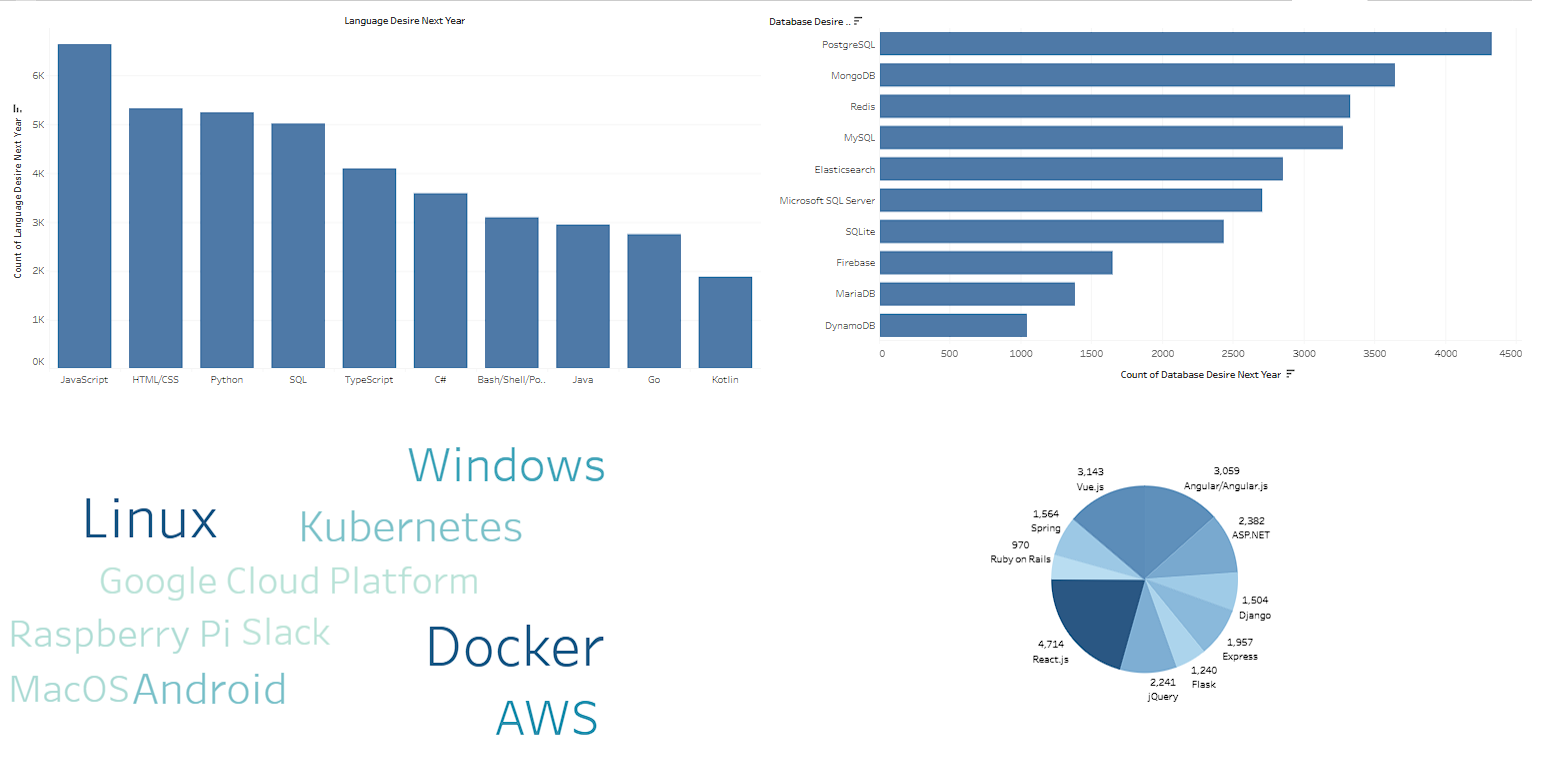 Language Desire Next Year
Count of Language Desire Next Year
6K
5K
4K
3K
2K
1K
0K
JavaScript
HTML/CSS
Python
SQL
TypeScript
C#
Bash/Shell/Po..
Java
Go
Kotlin
Database Desire ..
PostgreSQL
MongoDB
Redis
MySQL
Elasticsearch
Microsoft SQL Server
SQLite
Firebase
MariaDB
DynamoDB
0
500
1000
1500
2000
2500
3000
3500
4000
4500
Count of Database Desire Next Year
Windows
Linux
Kubernetes
Google Cloud Platform
Raspberry Pi
Slack
Docker
MacOS
Android
AWS
3,143
Vue.js
3,059
Angular/Angular.js
1,564
Spring
2,382
ASP.NET
970
Ruby on Rails
1,504
Django
4,714
React.js
1,957
Express
1,240
Flask
2,241
jQuery